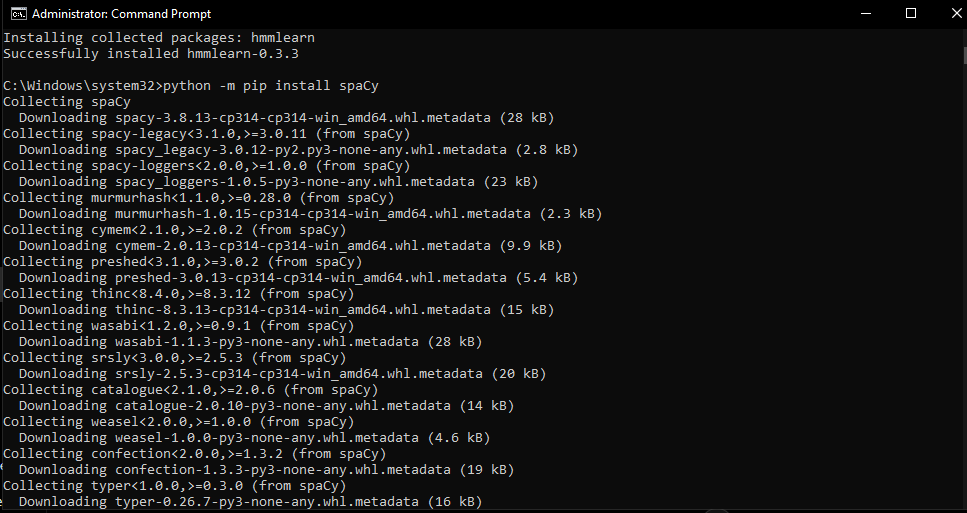 Administrator: Command Prompt
Installing collected packages: hmmlearn
Successfully installed hmmlearn-0.3.3
C:\Windows\system32>python -m pip install spaCy
Collecting spaCy
Downloading spacy-3.8.13-cp314-cp314-win_amd64.whl.metadata (28 kB)
Collecting spacy-legacy<3.1.0,>=3.0.11 (from spaCy)
Downloading spacy_legacy-3.0.12-py2.py3-none-any.whl.metadata (2.8 kB)
Collecting spacy-loggers<2.0.0,>=1.0.0 (from spaCy)
Downloading spacy_loggers-1.0.5-py3-none-any.whl.metadata (23 kB)
Collecting murmurhash<1.1.0,>=0.28.0 (from spaCy)
Downloading murmurhash-1.0.15-cp314-cp314-win_amd64.whl.metadata (2.3 kB)
Collecting cymem<2.1.0,>=2.0.2 (from spaCy)
Downloading cymem-2.0.13-cp314-cp314-win_amd64.whl.metadata (9.9 kB)
Collecting preshed<3.1.0,>=3.0.2 (from spaCy)
Downloading preshed-3.0.13-cp314-cp314-win_amd64.whl.metadata (5.4 kB)
Collecting thinc<8.4.0,>=8.3.12 (from spaCy)
Downloading thinc-8.3.13-cp314-cp314-win_amd64.whl.metadata (15 kB)
Collecting wasabi<1.2.0,>=0.9.1 (from spaCy)
Downloading wasabi-1.1.3-py3-none-any.whl.metadata (28 kB)
Collecting srsly<3.0.0,>=2.5.3 (from spaCy)
Downloading srsly-2.5.3-cp314-cp314-win_amd64.whl.metadata (20 kB)
Collecting catalogue<2.1.0,>=2.0.6 (from spaCy)
Downloading catalogue-2.0.10-py3-none-any.whl.metadata (14 kB)
Collecting weasel<2.0.0,>=1.0.0 (from spaCy)
Downloading weasel-1.0.0-py3-none-any.whl.metadata (4.6 kB)
Collecting confection<2.0.0,>=1.3.2 (from spaCy)
Downloading confection-1.3.3-py3-none-any.whl.metadata (19 kB)
Collecting typer<1.0.0,>=0.3.0 (from spaCy)
Downloading typer-0.26.7-py3-none-any.whl.metadata (16 kB)